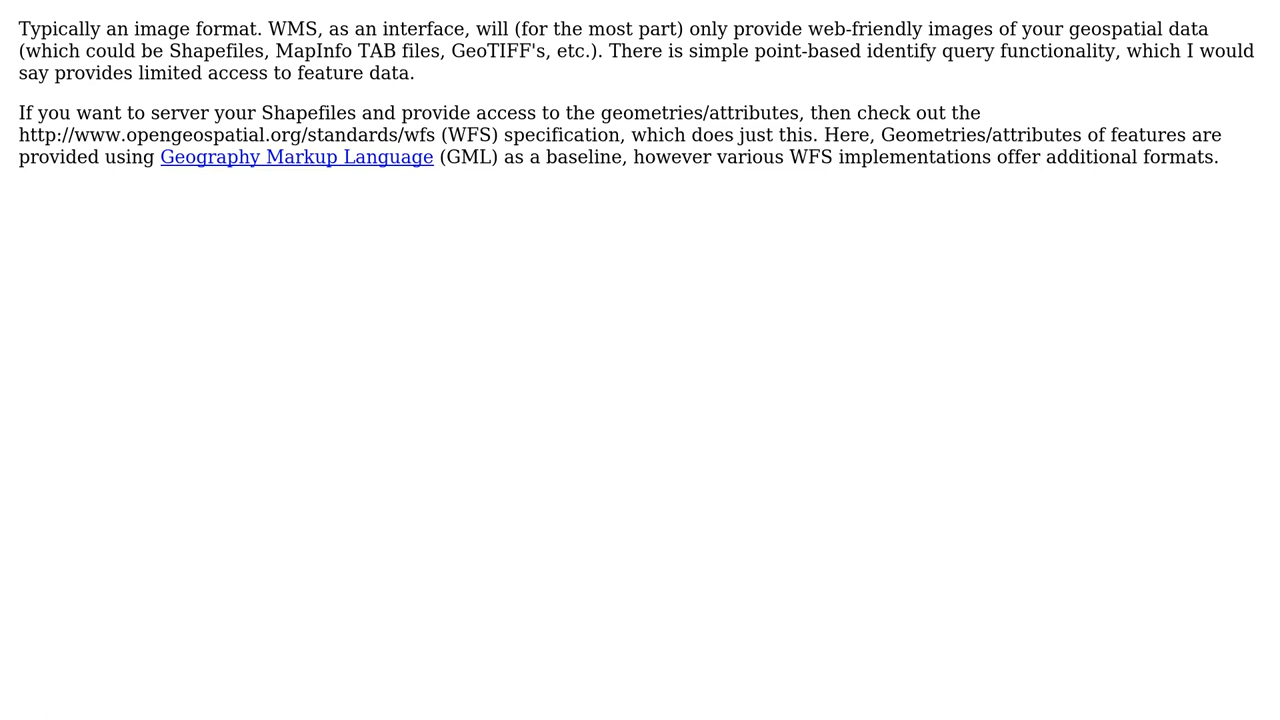 Typically an image format. WMS, as an interface, will (for the most part) only provide web-friendly images of your geospatial data
(which could be Shapefiles, MapInfo TAB files, GeoTIFF's, etc.). There is simple point-based identify query functionality, which I would
say provides limited access to feature data.
If you want to server your Shapefiles and provide access to the geometries/attributes, then check out the
http://www.opengeospatial.org/standards/wfs (WFS) specification, which does just this. Here, Geometries/attributes of features are
provided using Geography Markup Language (GML) as a baseline, however various WFS implementations offer additional formats.